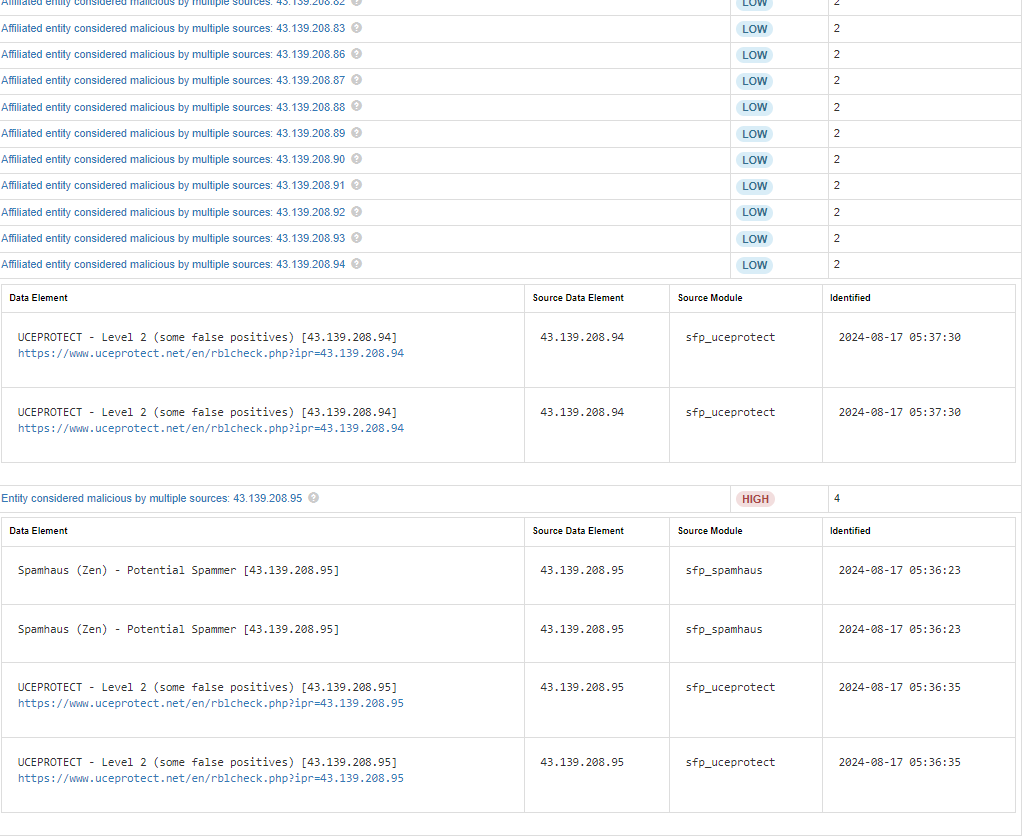 Affiliated entity considered malicious by multiple sources: 43.139.208.82 LOW 2
Affiliated entity considered malicious by multiple sources: 43.139.208.83 LOW 2
Affiliated entity considered malicious by multiple sources: 43.139.208.86 LOW 2
Affiliated entity considered malicious by multiple sources: 43.139.208.87 LOW 2
Affiliated entity considered malicious by multiple sources: 43.139.208.88 LOW 2
Affiliated entity considered malicious by multiple sources: 43.139.208.89 LOW 2
Affiliated entity considered malicious by multiple sources: 43.139.208.90 LOW 2
Affiliated entity considered malicious by multiple sources: 43.139.208.91 LOW 2
Affiliated entity considered malicious by multiple sources: 43.139.208.92 LOW 2
Affiliated entity considered malicious by multiple sources: 43.139.208.93 LOW 2
Affiliated entity considered malicious by multiple sources: 43.139.208.94 LOW 2
Data Element Source Data Element Source Module Identified
UCEPROTECT - Level 2 (some false positives) [43.139.208.94] 43.139.208.94 sfp_uceprotect 2024-08-17 05:37:30
https://www.uceprotect.net/en/rblcheck.php?ipr=43.139.208.94
UCEPROTECT - Level 2 (some false positives) [43.139.208.94] 43.139.208.94 sfp_uceprotect 2024-08-17 05:37:30
https://www.uceprotect.net/en/rblcheck.php?ipr=43.139.208.94
Entity considered malicious by multiple sources: 43.139.208.95 HIGH 4
Data Element Source Data Element Source Module Identified
Spamhaus (Zen) - Potential Spammer [43.139.208.95] 43.139.208.95 sfp_spamhaus 2024-08-17 05:36:23
Spamhaus (Zen) - Potential Spammer [43.139.208.95] 43.139.208.95 sfp_spamhaus 2024-08-17 05:36:23
UCEPROTECT - Level 2 (some false positives) [43.139.208.95] 43.139.208.95 sfp_uceprotect 2024-08-17 05:36:35
https://www.uceprotect.net/en/rblcheck.php?ipr=43.139.208.95
UCEPROTECT - Level 2 (some false positives) [43.139.208.95] 43.139.208.95 sfp_uceprotect 2024-08-17 05:36:35
https://www.uceprotect.net/en/rblcheck.php?ipr=43.139.208.95